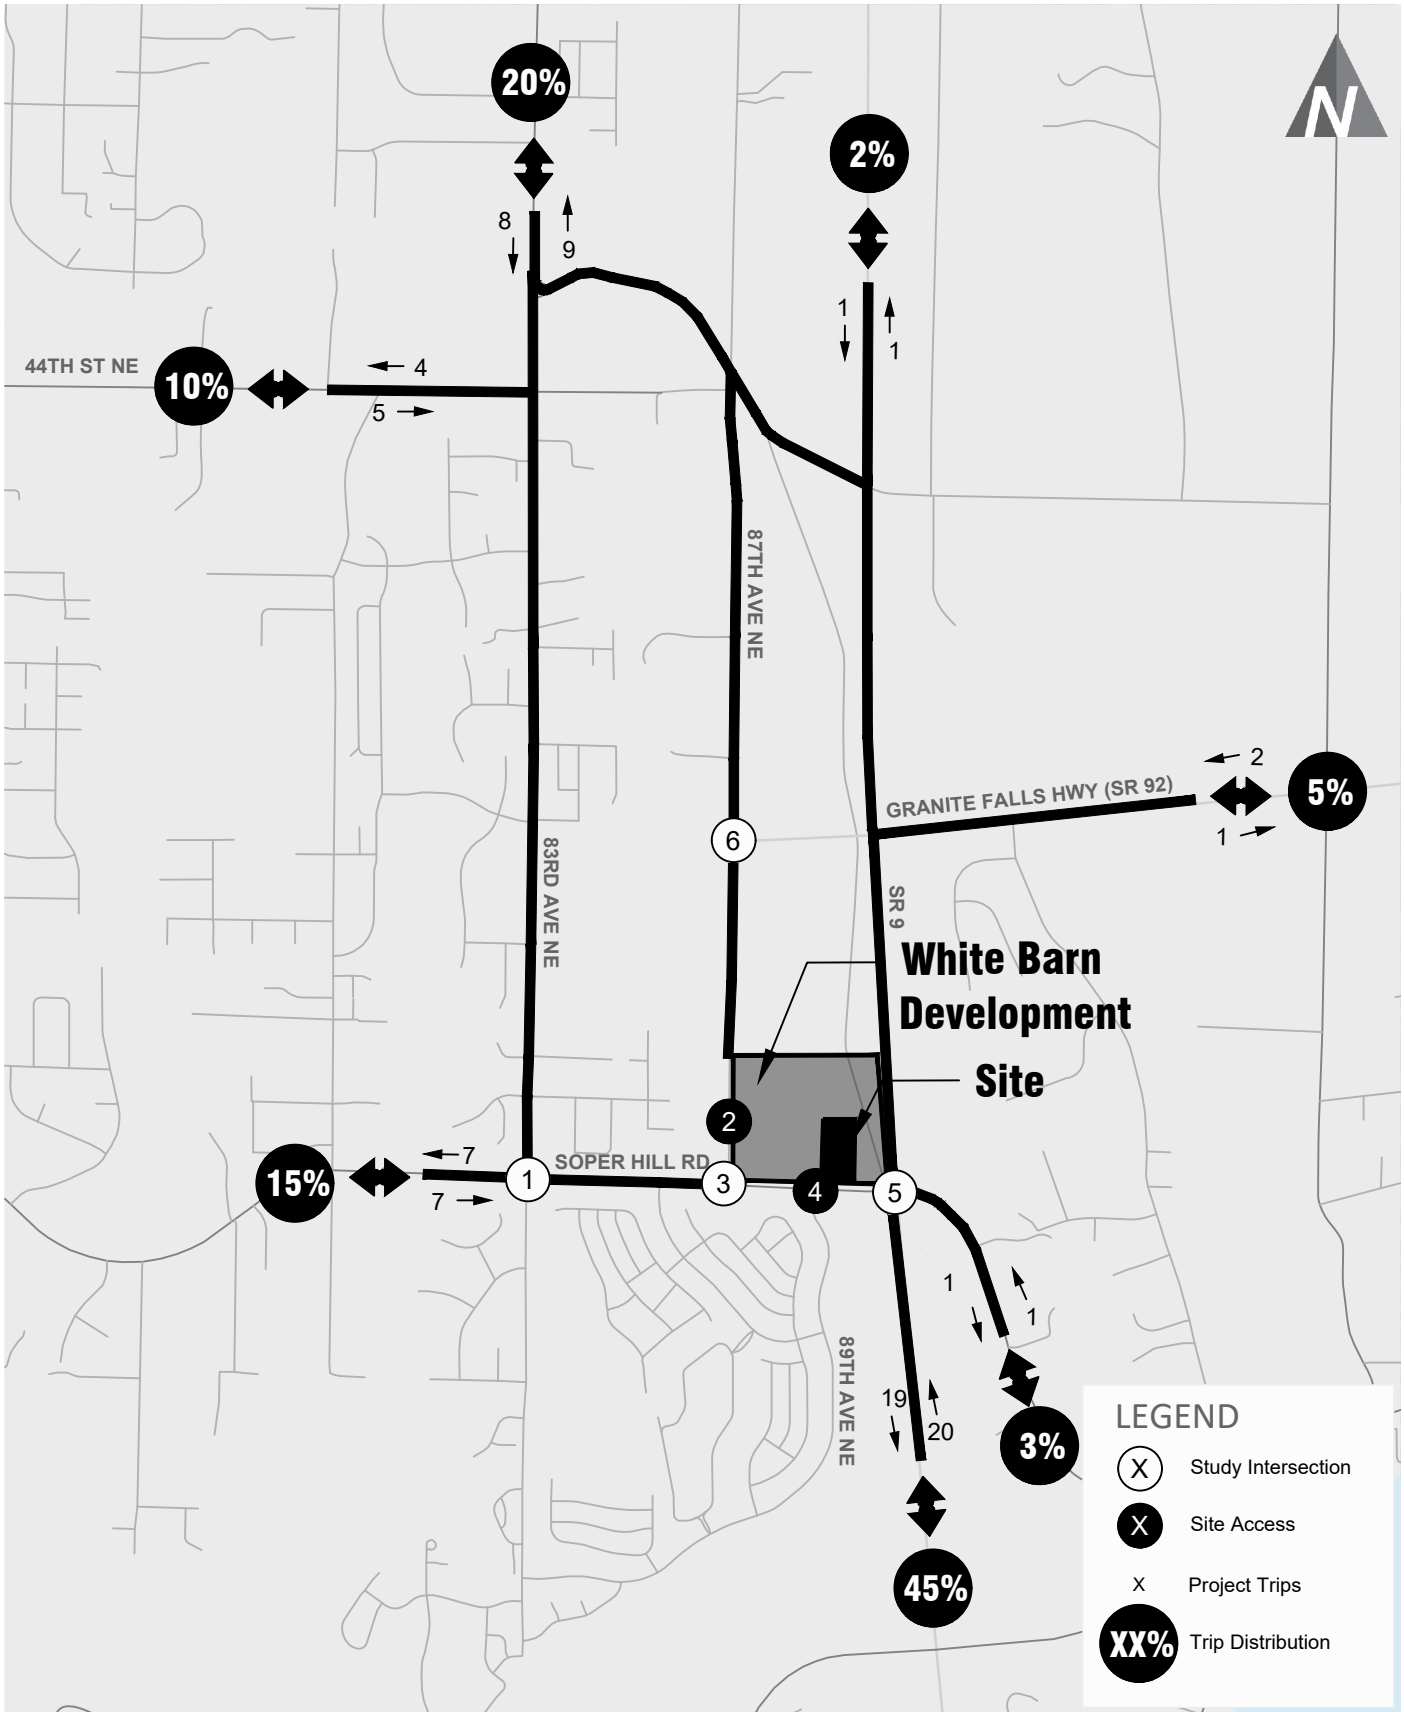 20%
N
2%
8
9
1
1
44TH ST NE
10%
4
5
87TH AVE NE
2
GRANITE FALLS HWY (SR 92)
5%
1
6
83RD AVE NE
SR 9
White Barn
Development
Site
2
7
SOPER HILL RD
15%
1
3
4
5
7
1
1
89TH AVE NE
19
20
3%
45%
LEGEND
X Study Intersection
X Site Access
X Project Trips
XX% Trip Distribution